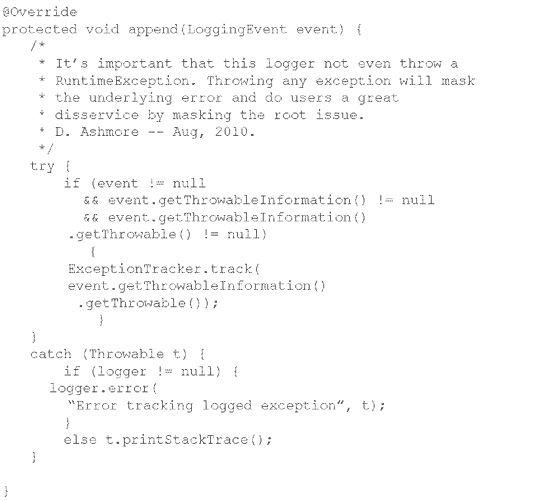 @Override
protected void append(LoggingEvent event) {
/*
* It’s important that this logger not even throw a
* RuntimeException. Throwing any exception will mask
* the underlying error and do users a great
* disservice by masking the root issue.
* D. Ashmore -- Aug, 2010.
*/
try {
if (event != null
&& event.getThrowableInformation() != null
&& event.getThrowableInformation()
.getThrowable() != null)
{
ExceptionTracker.track(
event.getThrowableInformation()
.getThrowable());
}
}
catch (Throwable t) {
if (logger != null) {
logger.error(
“Error tracking logged exception”, t);
}
else t.printStackTrace();
}
}